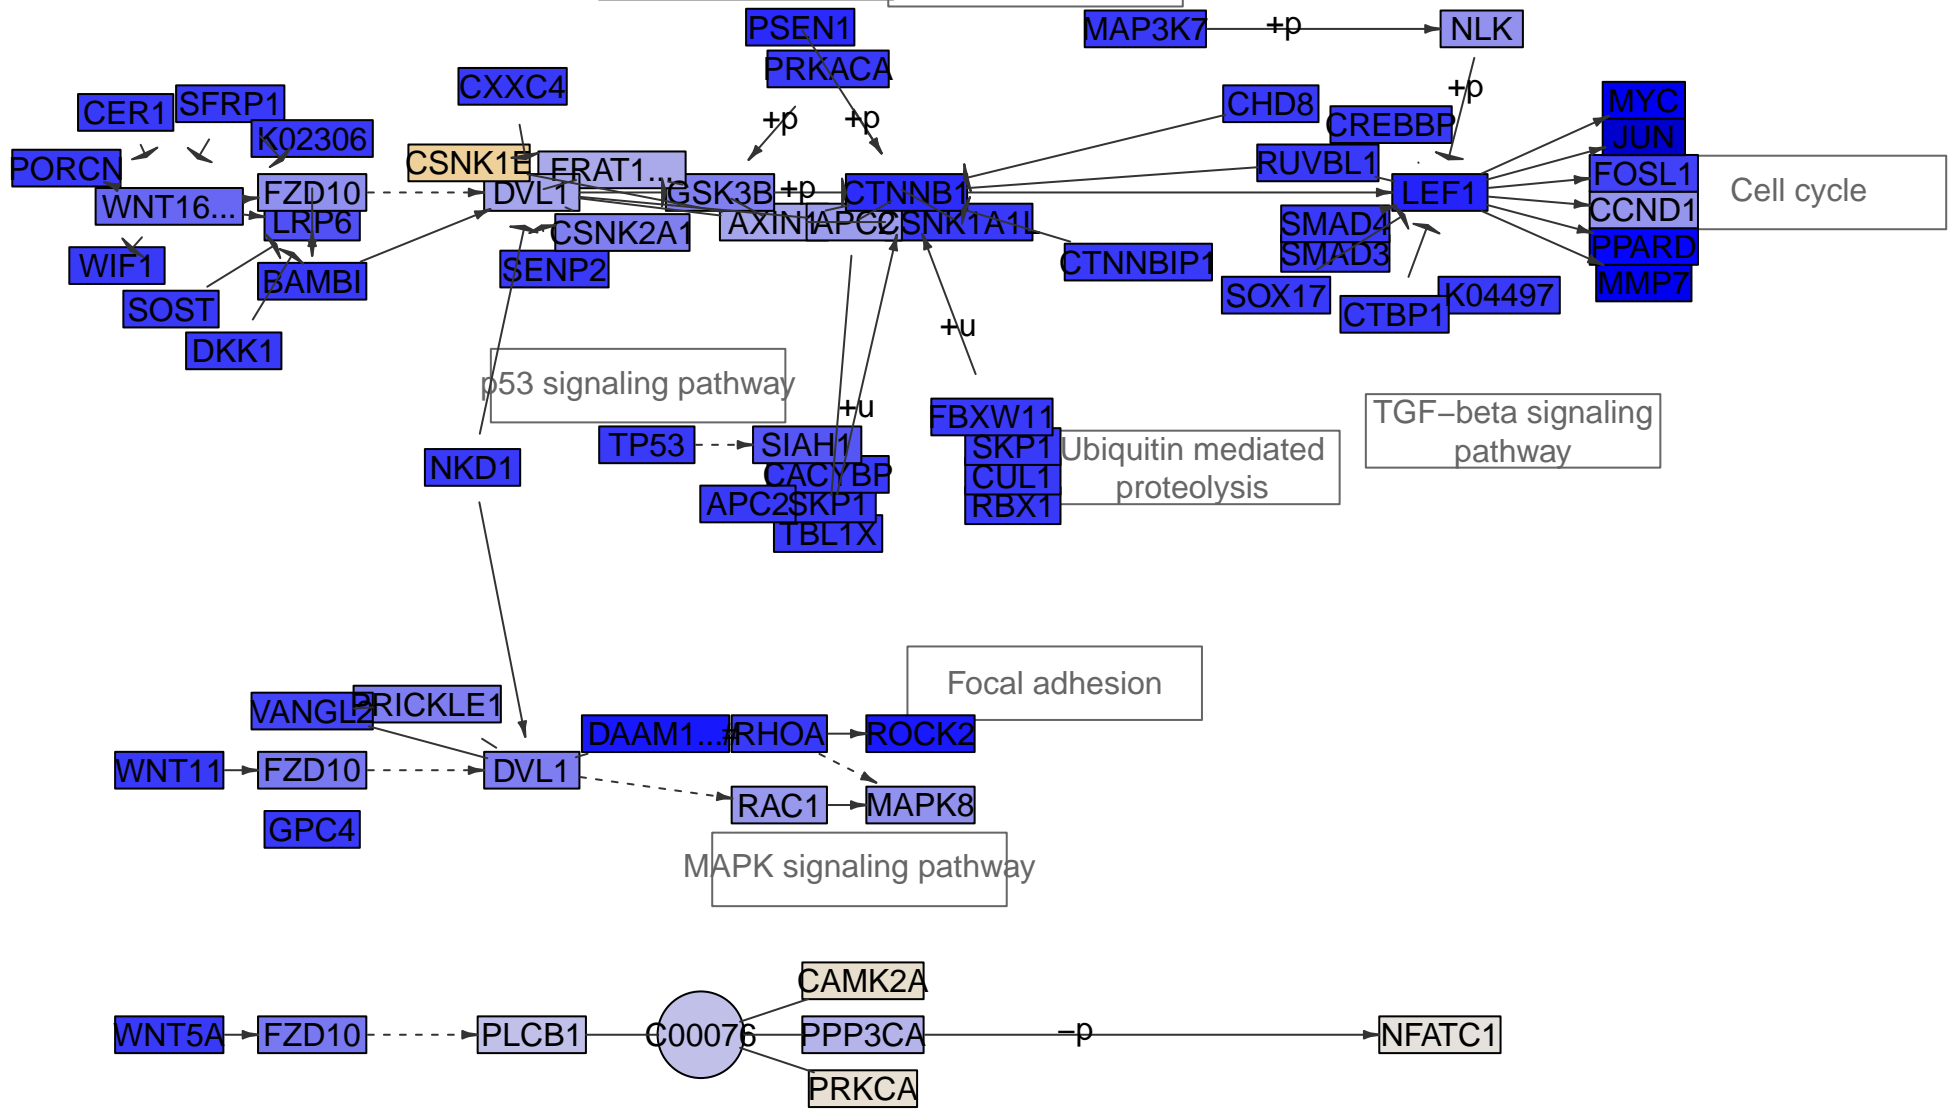 PSEN1
MAP3K7
+p
NLK
PRKACA
CXXC4
+p
CER1
SFRP1
CHD8
MYC
+p
+p
CREBBP
K02306
JUN
PORCN
CSNK1E
FRAT1...
RUVBL1
FOSL1
Cell cycle
WNT16...
FZD10
DVL1
GSK3B
+p
CTNNB1
LEF1
CCND1
LRP6
CSNK2A1
AXIN1
APC2
CSNK1A1L
SMAD4
PPARD
WIF1
BAMBI
SENP2
CTNNBIP1
SMAD3
MMP7
SOST
SOX17
K04497
CTBP1
DKK1
+u
p53 signaling pathway
+u
FBXW11
TGF−beta signaling
pathway
TP53
SIAH1
SKP1
Ubiquitin mediated
proteolysis
NKD1
CACYBP
CUL1
APC2
SKP1
RBX1
TBL1X
Focal adhesion
VANGL2
PRICKLE1
DAAM1...#
RHOA
ROCK2
WNT11
FZD10
DVL1
RAC1
MAPK8
GPC4
MAPK signaling pathway
CAMK2A
WNT5A
FZD10
PLCB1
C00076
PPP3CA
−p
NFATC1
PRKCA